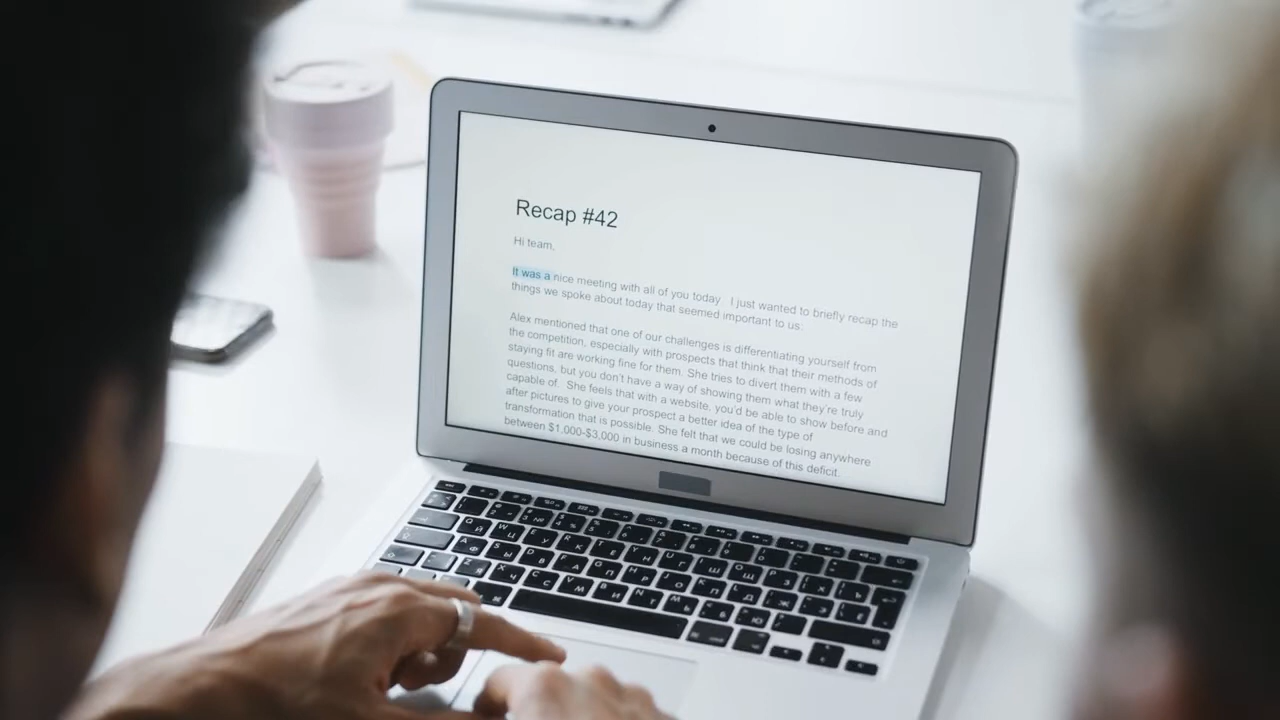 Recap #42
Hi team,
It was a nice meeting with all of you today. I just wanted to briefly recap the
things we spoke about today that seemed important to us:
Alex mentioned that one of our challenges is differentiating yourself from
the competition, especially with prospects that think that their methods of
staying fit are working fine for them. She tries to divert them with a few
questions, but you don't have a way of showing them what they're truly
capable of. She feels that with a website, you'd be able to show before and
after pictures to give your prospect a better idea of the type of
transformation that is possible. She felt that we could be losing anywhere
between $1,000-$3,000 in business a month because of this deficit.